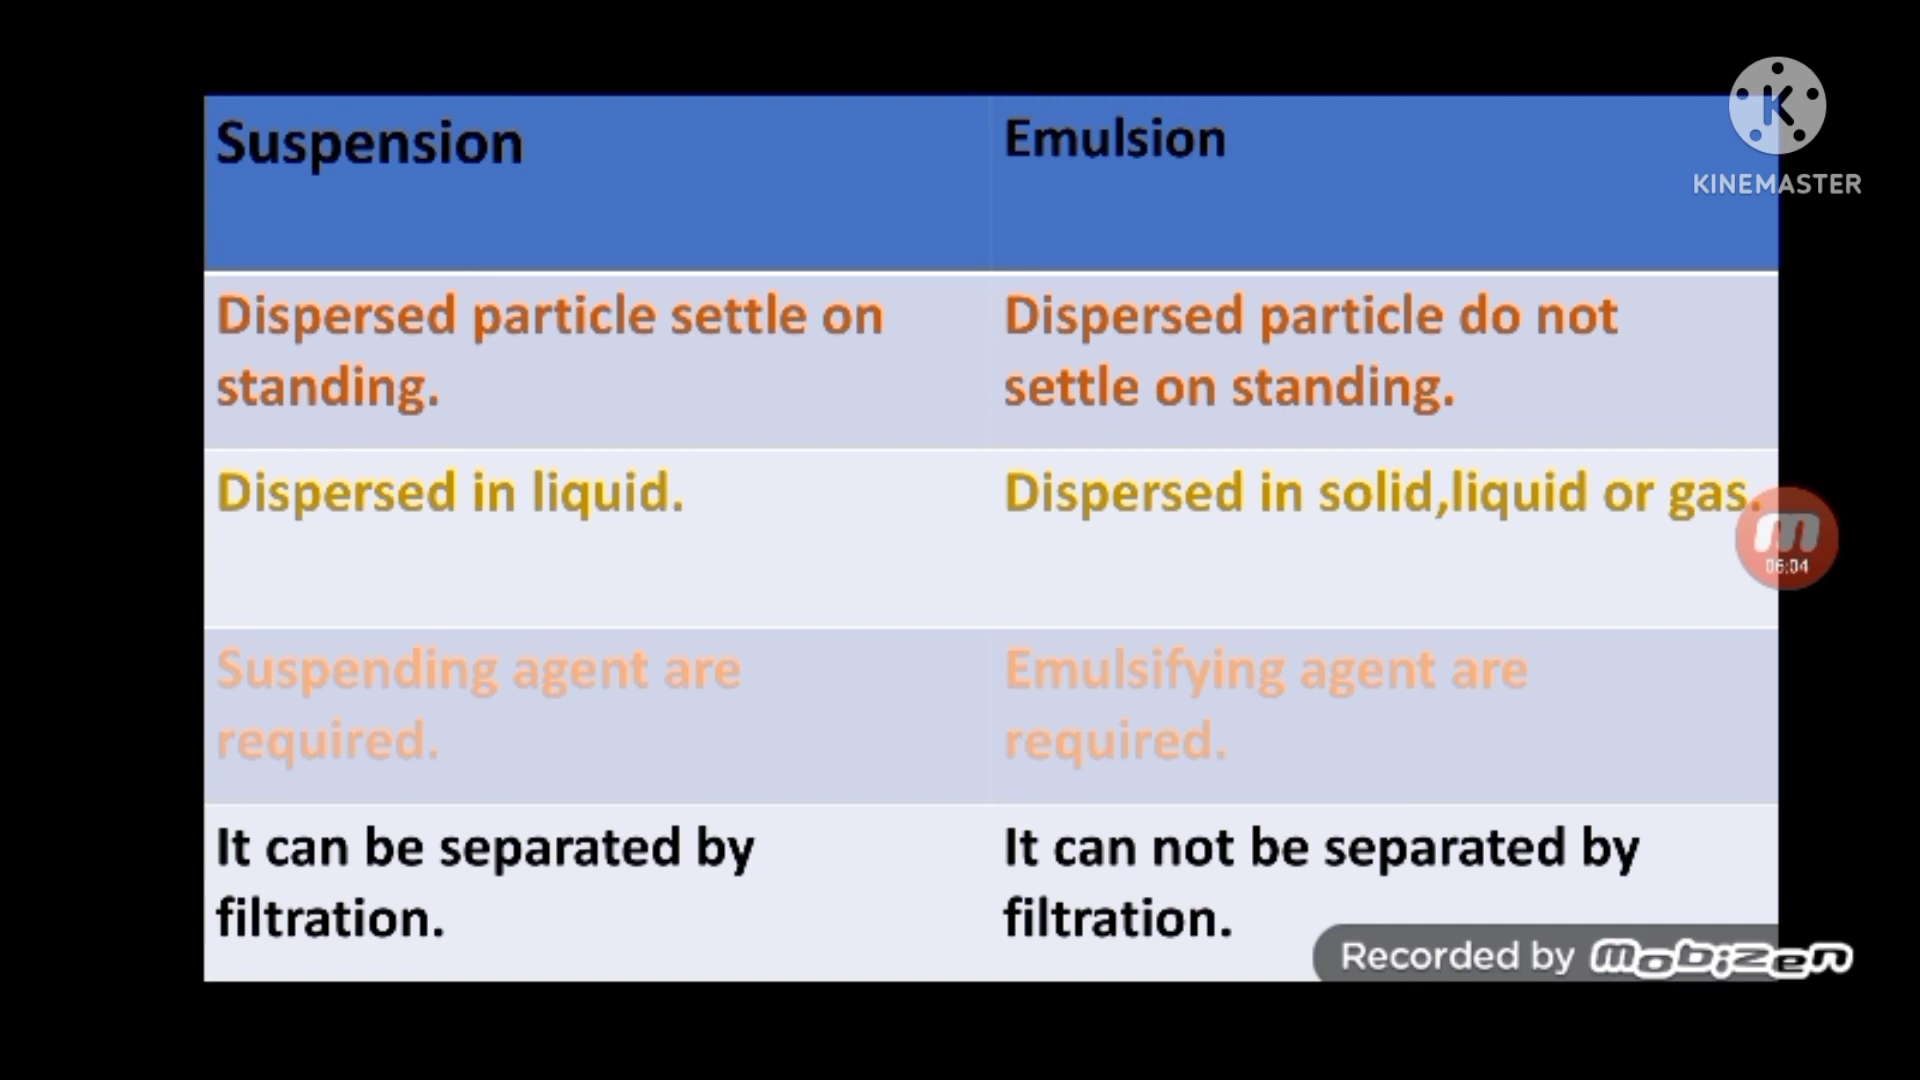 Suspension
Emulsion
KINEMASTER
Dispersed particle settle on
standing.
Dispersed particle do not
settle on standing.
Dispersed in liquid.
Dispersed in solid,liquid or gas.
06:04
Suspending agent are
required.
Emulsifying agent are
required.
It can be separated by
filtration.
It can not be separated by
filtration.
Recorded by mobizen